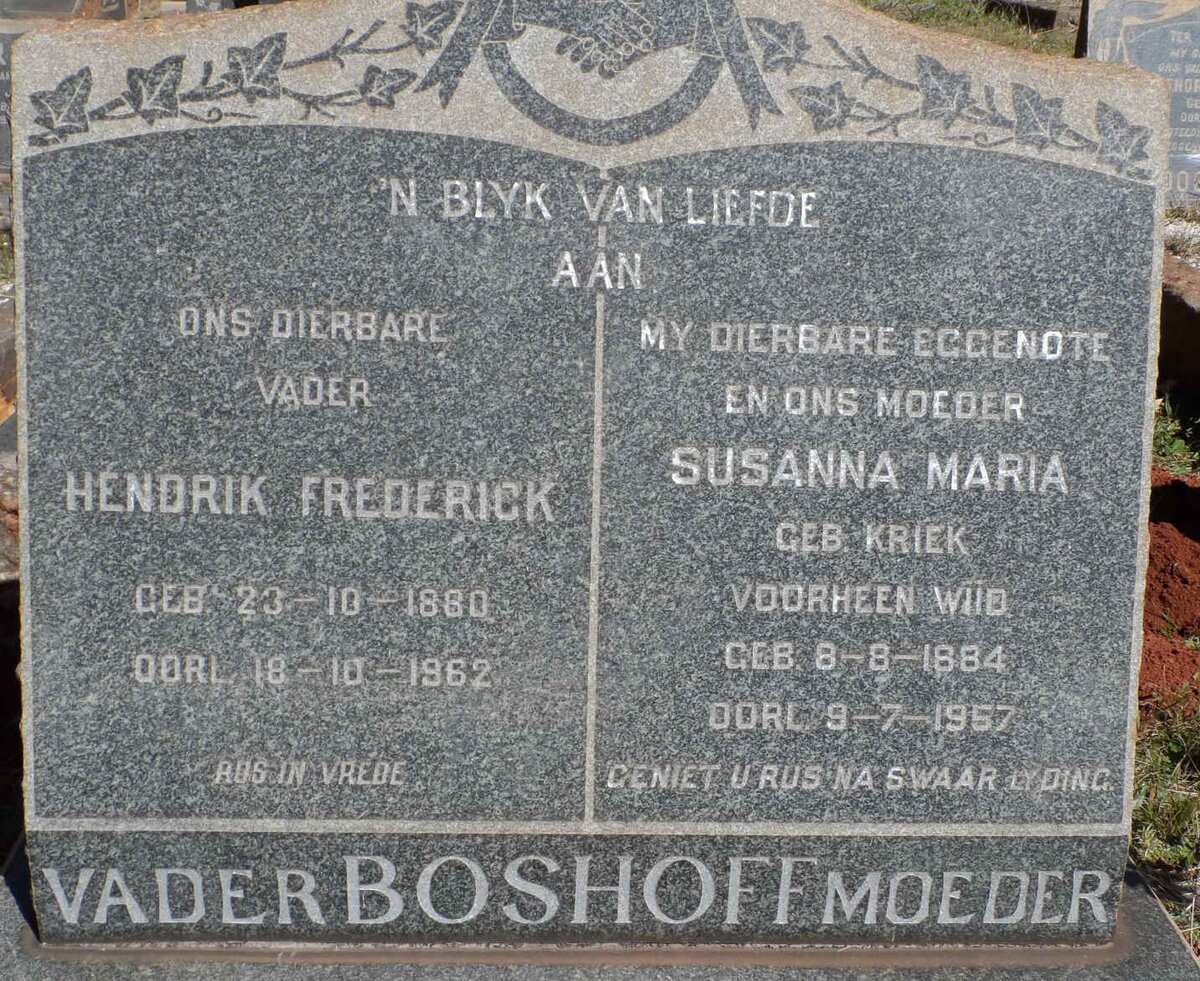 'N BLYK VAN LIEFDE
AAN
ONS DIERBARE
VADER
HENDRIK FREDERICK
GEB. 23-10-1880
OORL. 18-10-1962
RUS IN VREDE
MY DIERBARE EGGENOTE
EN ONS MOEDER
SUSANNA MARIA
GEB. KRIEK
VOORHEEN WIID
GEB. 8-8-1884
OORL. 9-7-1957
GENIET U RUS NA SWAAR LYDING.
VADER BOSHOFF MOEDER